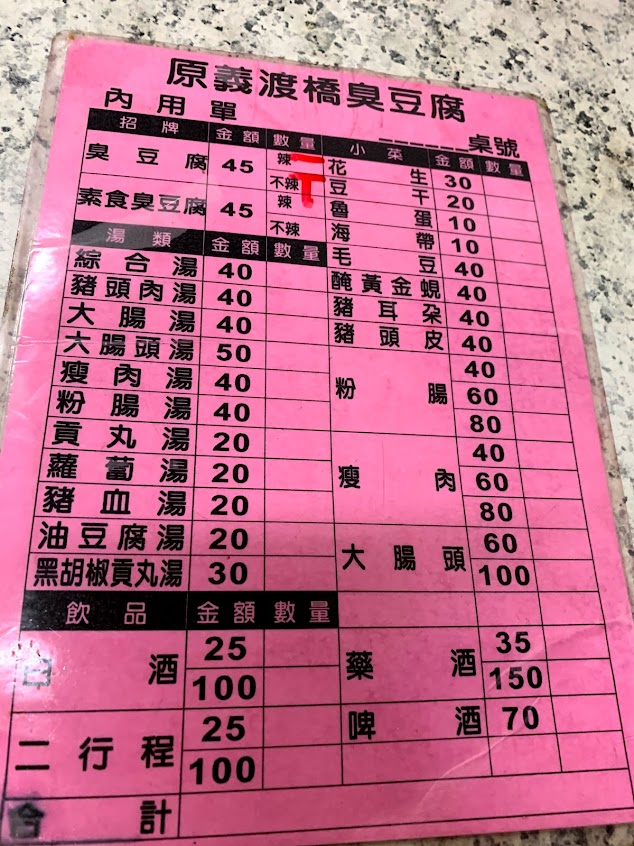 原義渡橋臭豆腐
內用單
______桌號
招牌 金額 數量
臭豆腐 45 辣
不辣
素食臭豆腐 45 辣
不辣
湯類 金額 數量
綜合湯 40
豬頭肉湯 40
大腸湯 40
大腸頭湯 50
瘦肉湯 40
粉腸湯 40
貢丸湯 20
蘿蔔湯 20
豬血湯 20
油豆腐湯 20
黑胡椒貢丸湯 30
小菜 金額 數量
花生 30
豆干 20
魯蛋 10
海帶 10
毛豆 40
醃黃金蜆 40
豬耳朵 40
豬頭皮 40
粉腸 40
60
80
瘦肉 40
60
80
大腸頭 60
100
飲品 金額 數量
白酒 25
100
二行程 25
100
藥酒 35
150
啤酒 70
合計